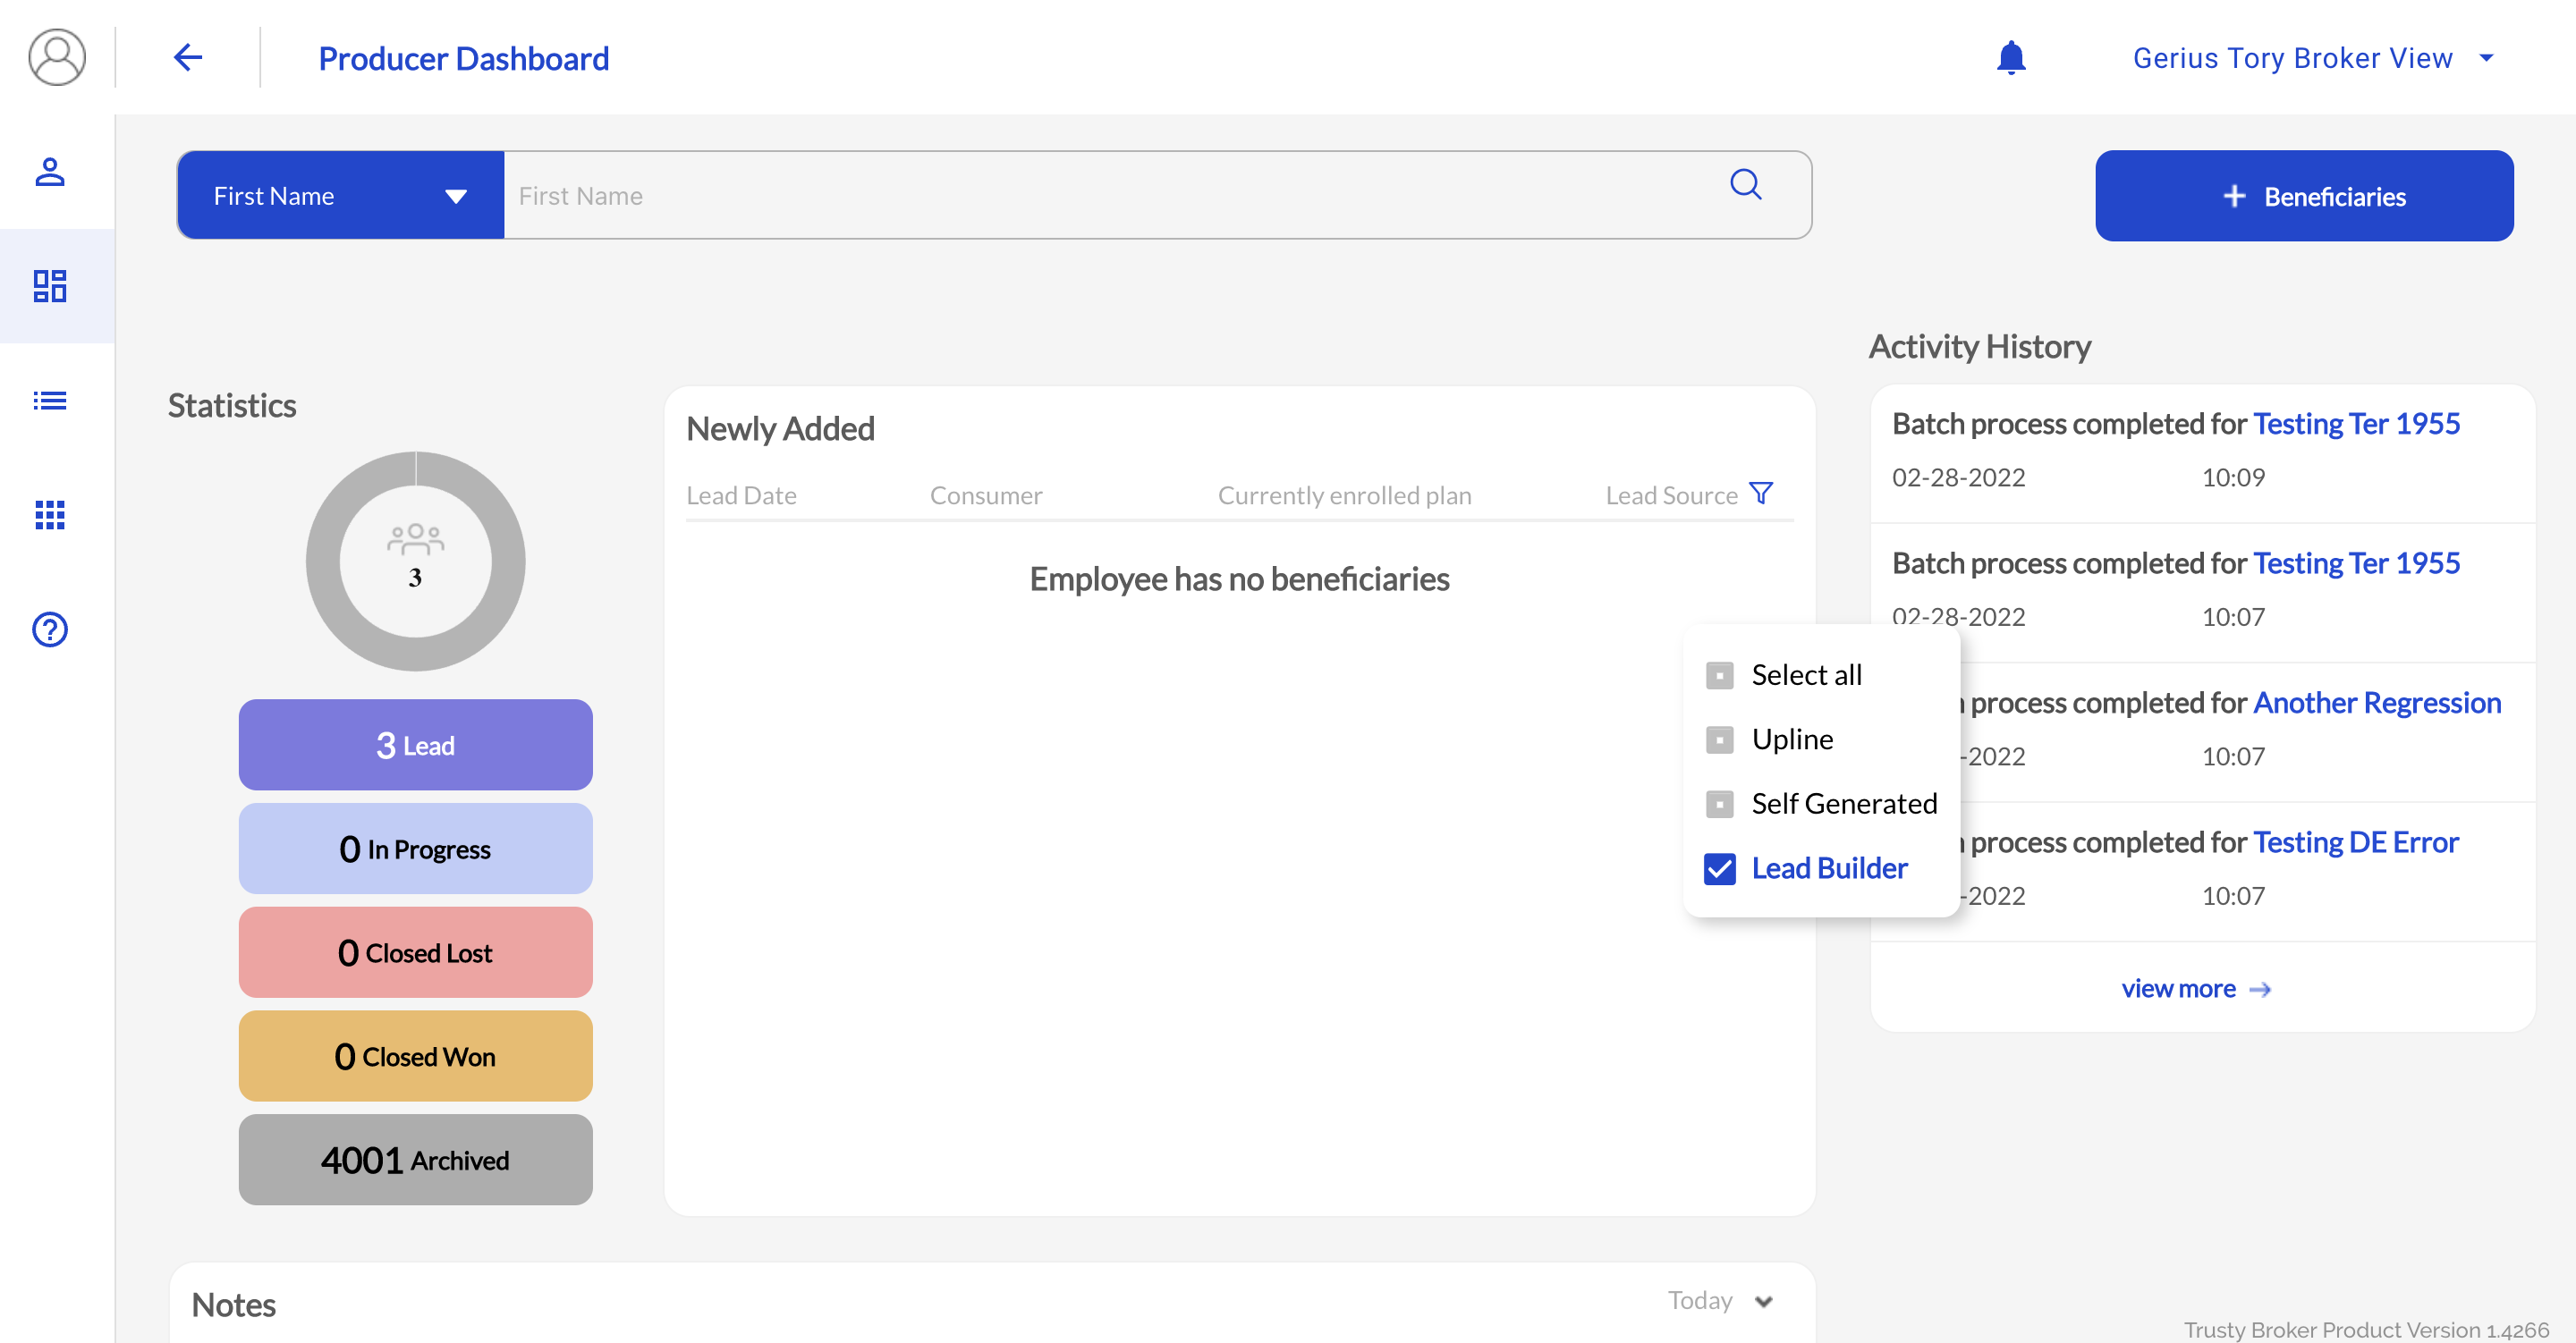 Producer Dashboard
Gerius Tory Broker View
First Name
First Name
+ Beneficiaries
Statistics
3
3 Lead
0 In Progress
0 Closed Lost
0 Closed Won
4001 Archived
Newly Added
Lead Date Consumer Currently enrolled plan Lead Source
Employee has no beneficiaries
Select all
Upline
Self Generated
Lead Builder
Activity History
Batch process completed for Testing Ter 1955
02-28-2022 10:09
Batch process completed for Testing Ter 1955
02-28-2022 10:07
process completed for Another Regression
-2022 10:07
process completed for Testing DE Error
-2022 10:07
view more →
Notes
Today
Trusty Broker Product Version 1.4266